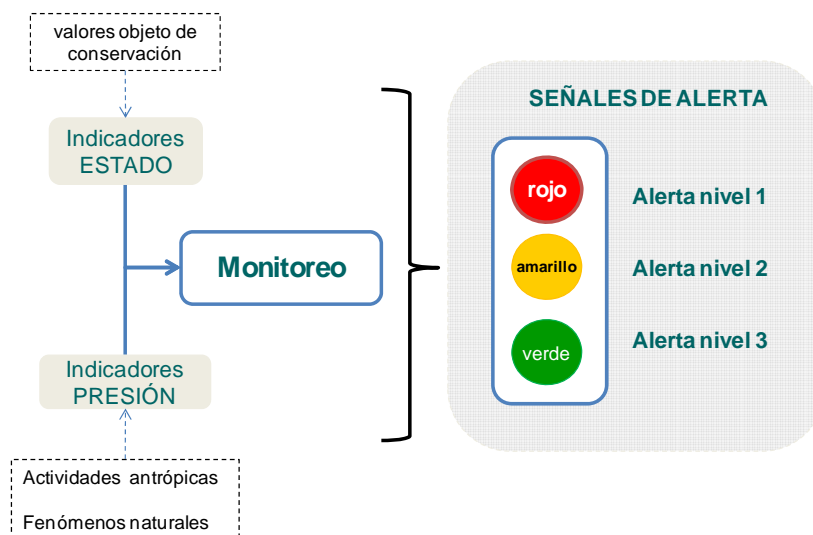 valores objeto de
conservación
Indicadores
ESTADO
Monitoreo
Indicadores
PRESIÓN
Actividades antrópicas
Fenómenos naturales
SEÑALES DE ALERTA
rojo
Alerta nivel 1
amarillo
Alerta nivel 2
verde
Alerta nivel 3